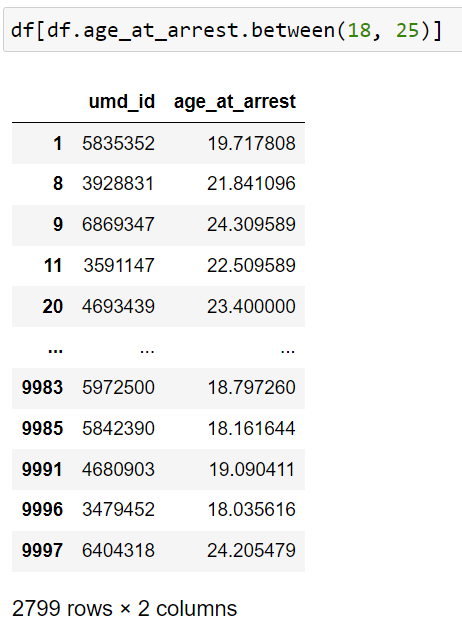 df[df.age_at_arrest.between(18, 25)]
umd_id age_at_arrest
1 5835352 19.717808
8 3928831 21.841096
9 6869347 24.309589
11 3591147 22.509589
20 4693439 23.400000
... ... ...
9983 5972500 18.797260
9985 5842390 18.161644
9991 4680903 19.090411
9996 3479452 18.035616
9997 6404318 24.205479
2799 rows × 2 columns